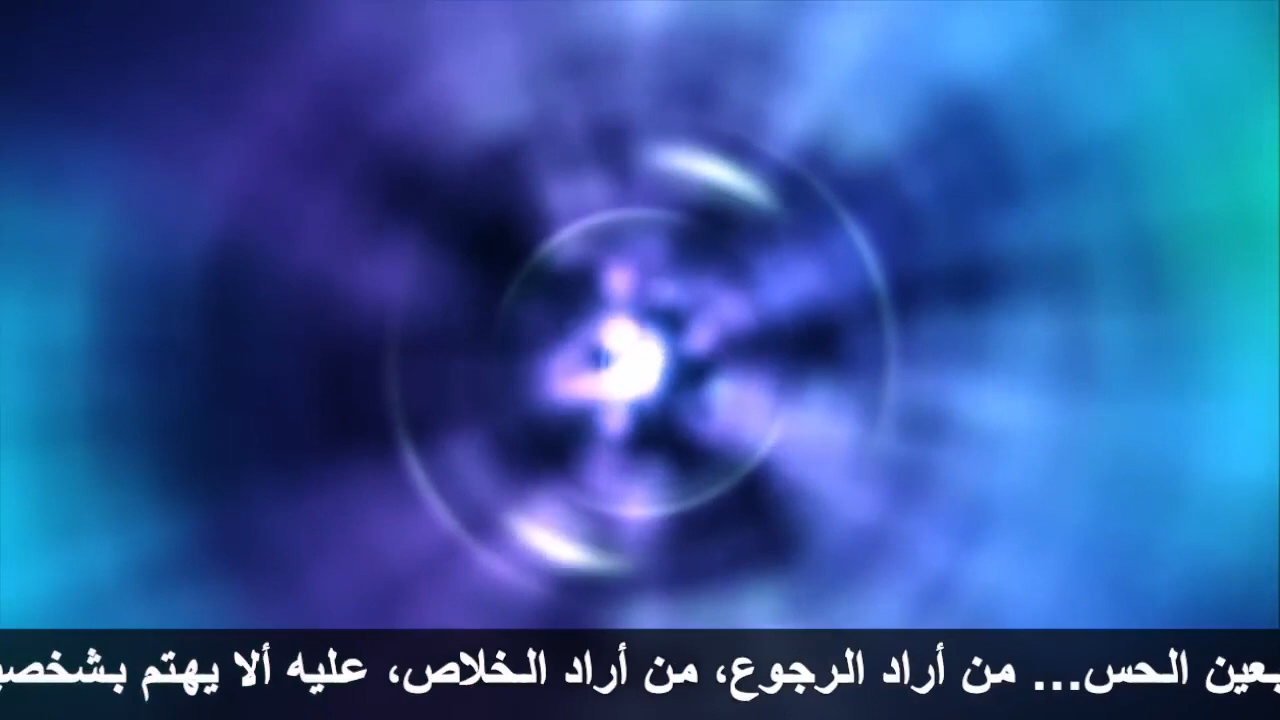 بعين الحس... من أراد الرجوع، من أراد الخلاص، عليه ألا يهتم